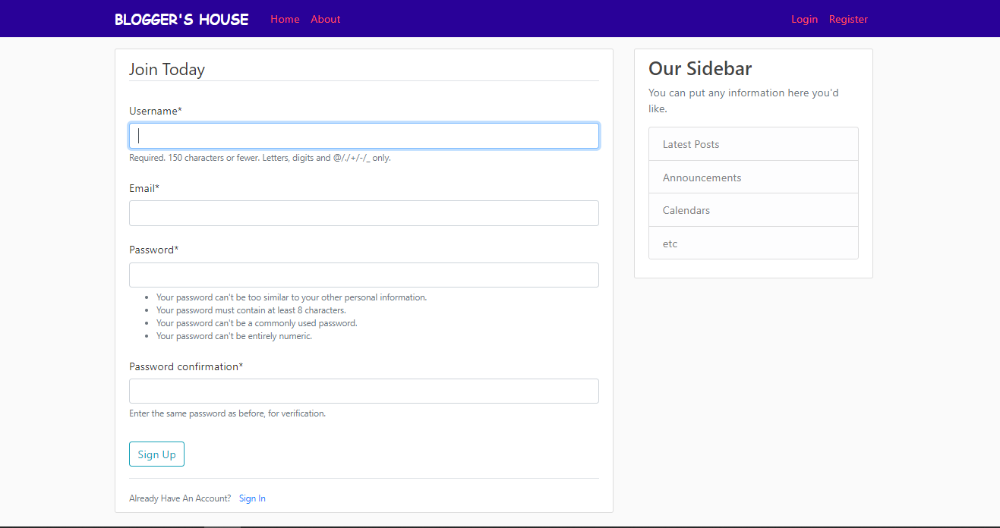 BLOGGER'S HOUSE Home About Login Register
Join Today
Username*
Required. 150 characters or fewer. Letters, digits and @/./+/-/_ only.
Email*
Password*
Your password can't be too similar to your other personal information.
Your password must contain at least 8 characters.
Your password can't be a commonly used password.
Your password can't be entirely numeric.
Password confirmation*
Enter the same password as before, for verification.
Sign Up
Already Have An Account? Sign In
Our Sidebar
You can put any information here you'd
like.
Latest Posts
Announcements
Calendars
etc